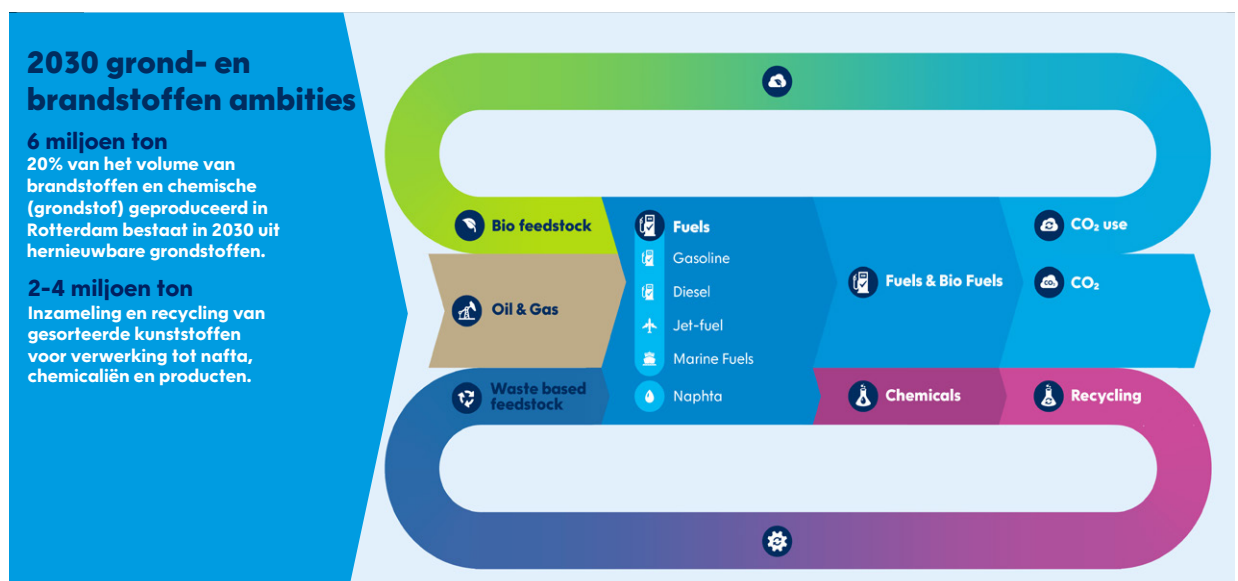 2030 grond- en
brandstoffen ambities
6 miljoen ton
20% van het volume van
brandstoffen en chemische
(grondstof) geproduceerd in
Rotterdam bestaat in 2030 uit
hernieuwbare grondstoffen.
2-4 miljoen ton
Inzameling en recycling van
gesorteerde kunststoffen
voor verwerking tot nafta,
chemicaliën en producten.
Bio feedstock
Oil & Gas
Waste based
feedstock
Fuels
Gasoline
Diesel
Jet-fuel
Marine Fuels
Naphta
Fuels & Bio Fuels
Chemicals
CO₂ use
CO₂
CO₂
Recycling